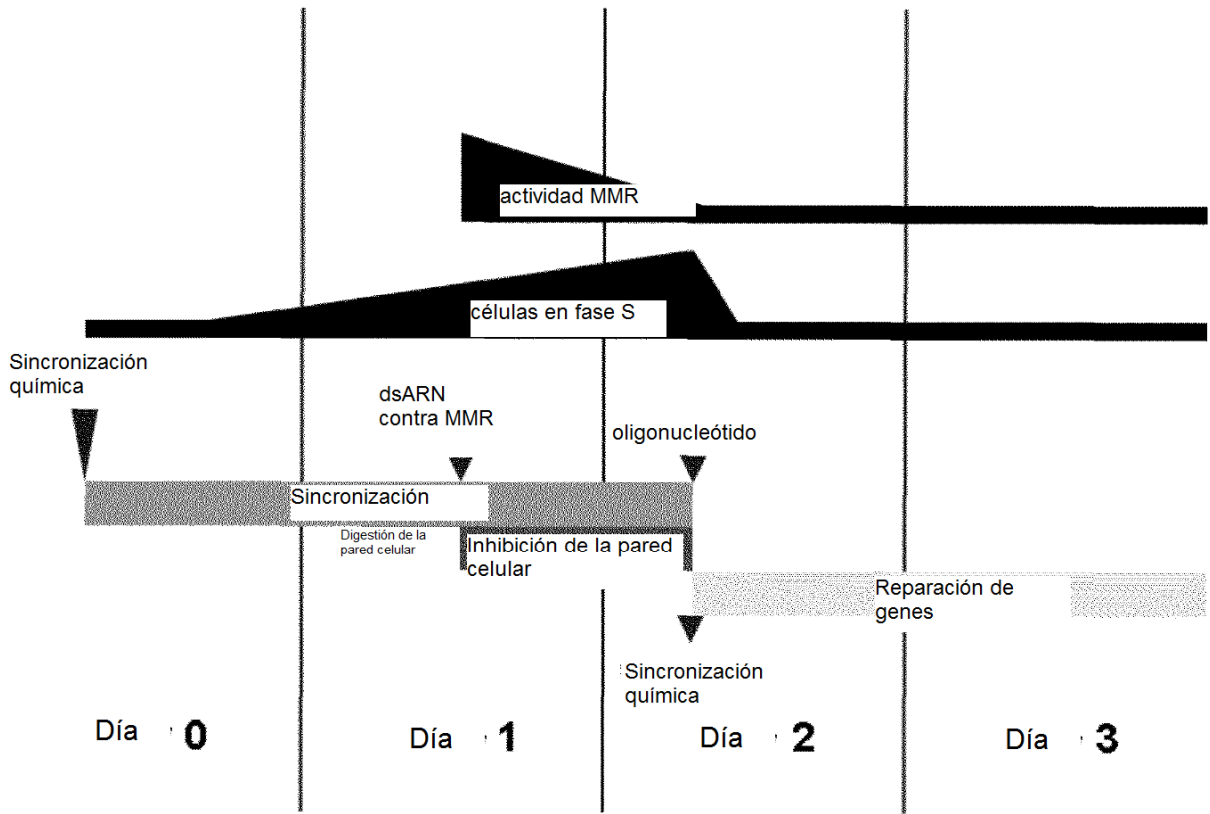 actividad MMR
células en fase S
Sincronización
química
dsARN
contra MMR
oligonucleótido
Sincronización
Digestión de la
pared celular
Inhibición de la pared
celular
Reparación de
genes
Sincronización
química
Día 0
Día 1
Día 2
Día 3